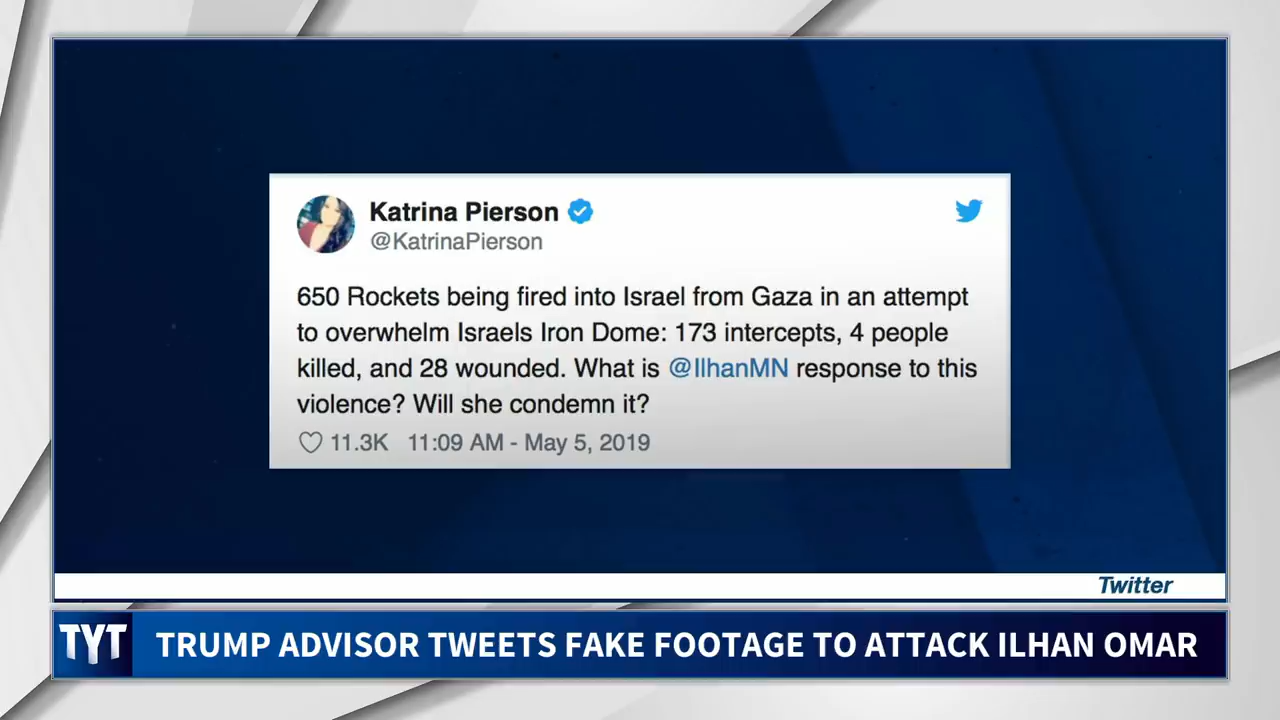 Katrina Pierson
@KatrinaPierson
650 Rockets being fired into Israel from Gaza in an attempt
to overwhelm Israels Iron Dome: 173 intercepts, 4 people
killed, and 28 wounded. What is @IlhanMN response to this
violence? Will she condemn it?
11.3K 11:09 AM - May 5, 2019
Twitter
TYT TRUMP ADVISOR TWEETS FAKE FOOTAGE TO ATTACK ILHAN OMAR